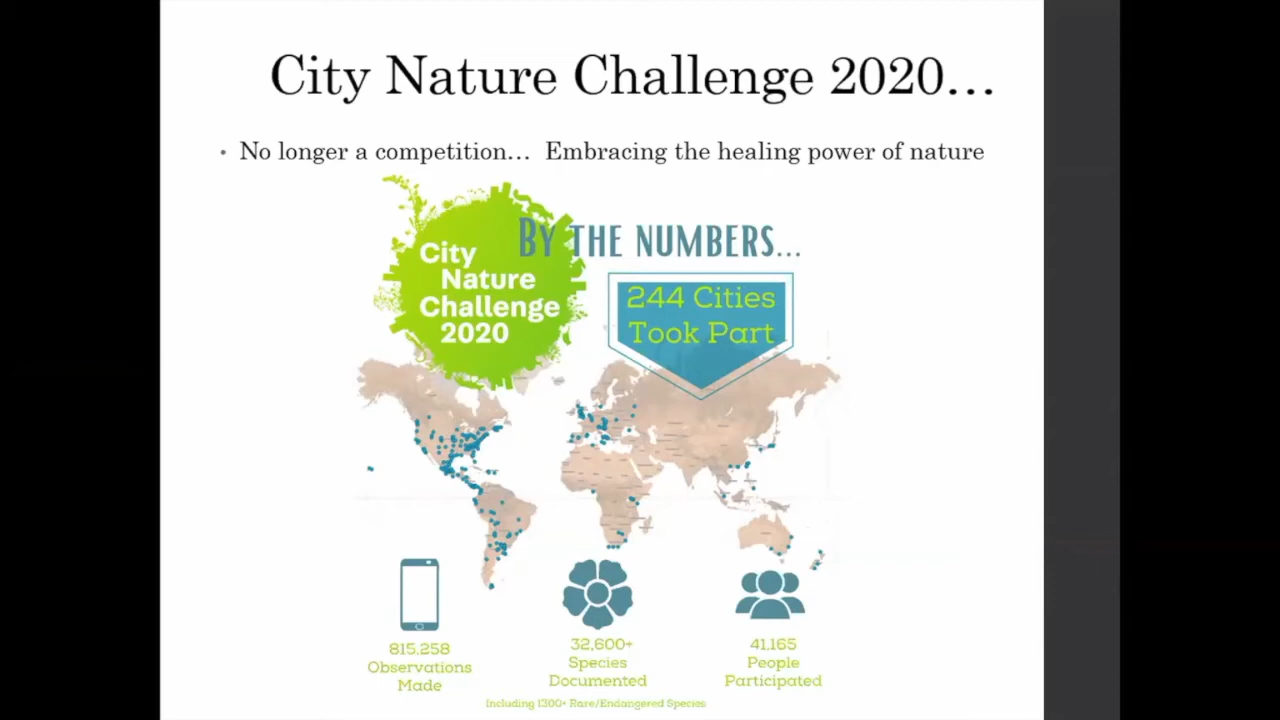 City Nature Challenge 2020…
• No longer a competition… Embracing the healing power of nature
City
Nature
Challenge
2020
By the numbers...
244 Cities
Took Part
815,258
Observations
Made
32,600+
Species
Documented
41,165
People
Participated
Including 1300+ Rare/Endangered Species